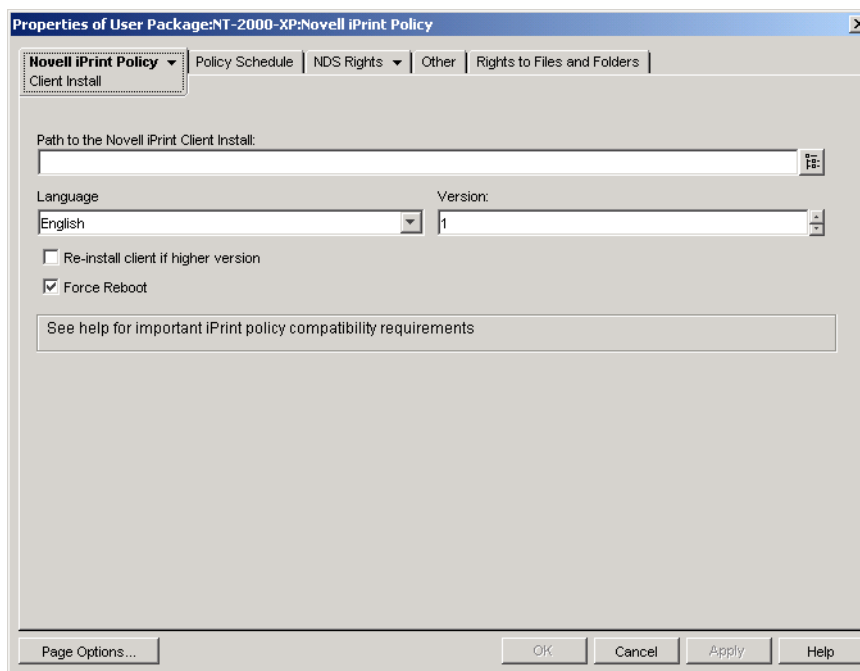 Properties of User Package:NT-2000-XP:Novell iPrint Policy
Novell iPrint Policy Policy Schedule NDS Rights Other Rights to Files and Folders
Client Install
Path to the Novell iPrint Client Install:
Language Version:
English 1
Re-install client if higher version
Force Reboot
See help for important iPrint policy compatibility requirements
Page Options... OK Cancel Apply Help